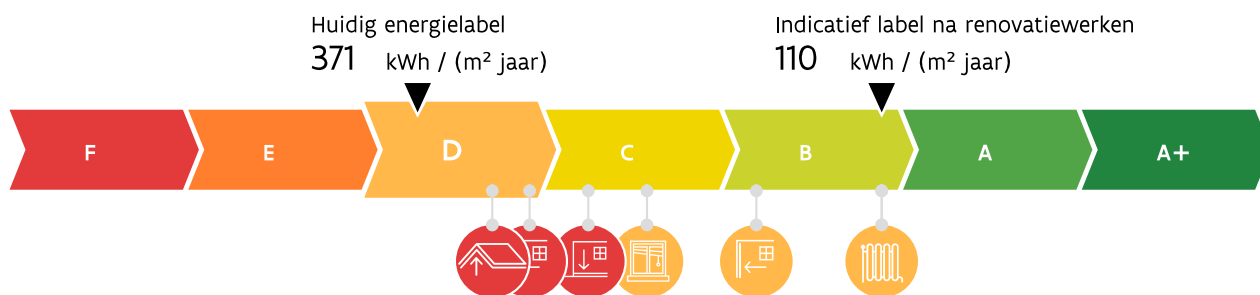 Huidig energielabel
371 kWh / (m² jaar)
Indicatief label na renovatiewerken
110 kWh / (m² jaar)
F E D C B A A+